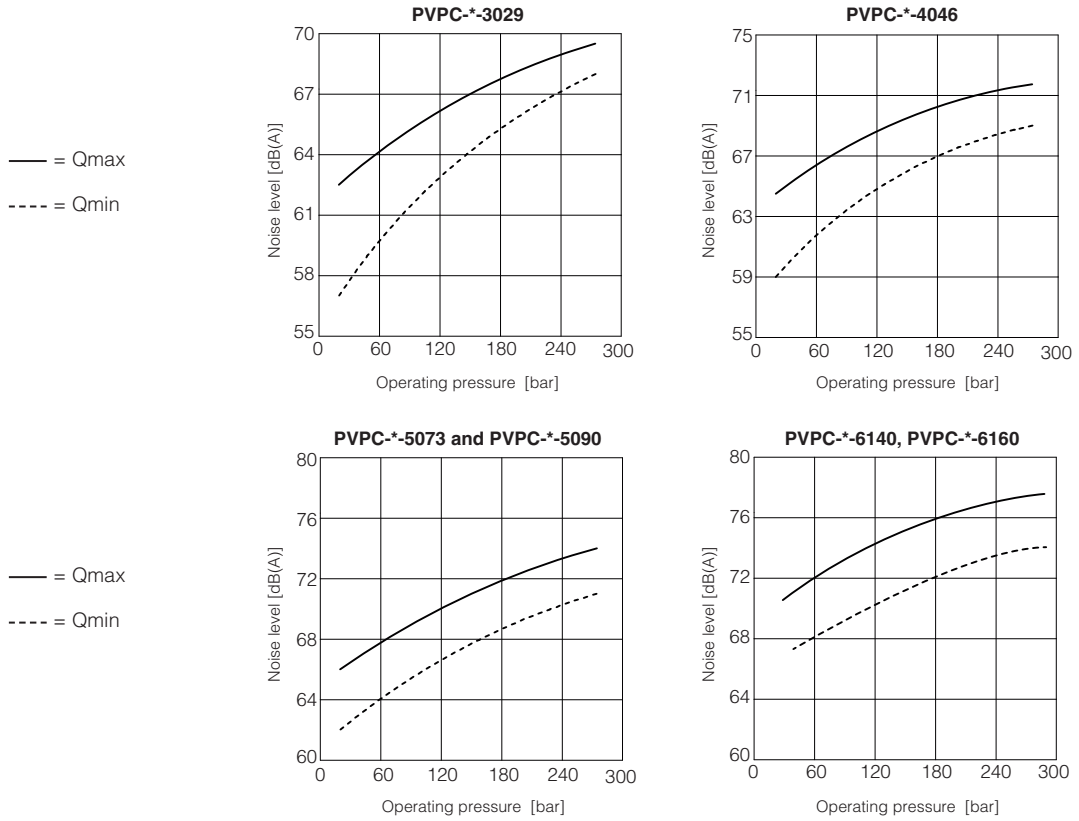 PVPC-*-3029
70
67
64
61
58
55
0 60 120 180 240 300
Noise level [dB(A)]
Operating pressure [bar]
PVPC-*-4046
75
71
67
63
59
55
0 60 120 180 240 300
Noise level [dB(A)]
Operating pressure [bar]
= Qmax
= Qmin
PVPC-*-5073 and PVPC-*-5090
80
76
72
68
64
60
0 60 120 180 240 300
Noise level [dB(A)]
Operating pressure [bar]
PVPC-*-6140, PVPC-*-6160
80
76
72
68
64
60
0 60 120 180 240 300
Noise level [dB(A)]
Operating pressure [bar]
= Qmax
= Qmin